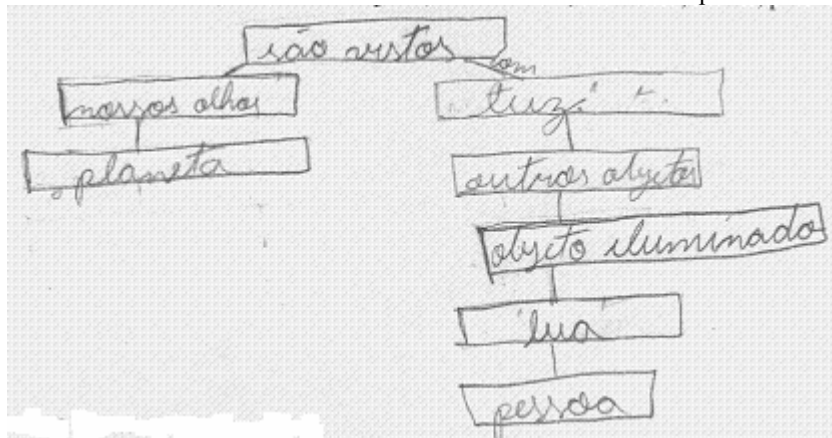 são vistos
com
nossos olhos
luz
planeta
outros objetos
objeto iluminado
lua
pessoa